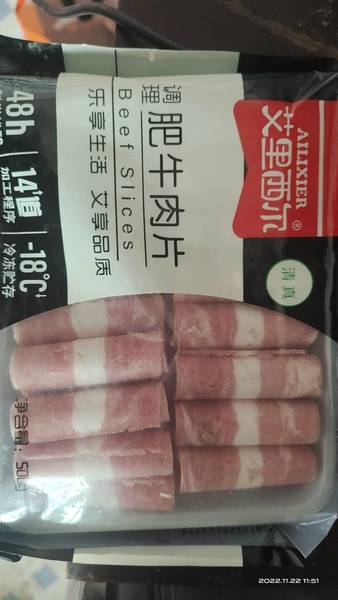 AILIXIER
艾里西尔®
清真
调理
肥牛肉片
Beef Slices
乐享生活 艾享品质
48h
14道
加工程序
-18℃
冷冻贮存
净含量: 500g
2022.11.22 11:51